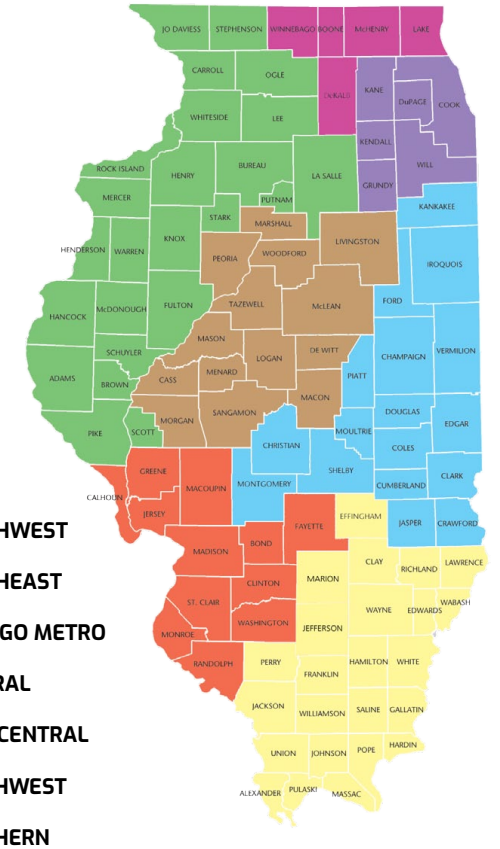 JO DAVIESS STEPHENSON WINNEBAGO BOONE McHENRY LAKE
CARROLL OGLE DeKALB KANE DuPAGE COOK
WHITESIDE LEE KENDALL
ROCK ISLAND HENRY BUREAU LA SALLE GRUNDY WILL
MERCER PUTNAM KANKAKEE
STARK MARSHALL
HENDERSON WARREN KNOX PEORIA WOODFORD LIVINGSTON IROQUOIS
HANCOCK McDONOUGH FULTON TAZEWELL McLEAN FORD
SCHUYLER MASON DE WITT CHAMPAIGN VERMILION
ADAMS BROWN CASS MENARD LOGAN PIATT
MACON
PIKE SCOTT MORGAN SANGAMON DOUGLAS EDGAR
CHRISTIAN MOULTRIE COLES
GREENE SHELBY
CALHOUN MACOUPIN MONTGOMERY CUMBERLAND CLARK
JERSEY FAYETTE EFFINGHAM JASPER CRAWFORD
HWEST
MADISON BOND CLAY RICHLAND LAWRENCE
HEAST
CLINTON MARION
ST. CLAIR WAYNE EDWARDS WABASH
GO METRO
MONROE WASHINGTON JEFFERSON
RANDOLPH PERRY HAMILTON WHITE
RAL
FRANKLIN
JACKSON WILLIAMSON SALINE GALLATIN
CENTRAL
UNION JOHNSON POPE HARDIN
HWEST
ALEXANDER PULASKI MASSAC
HERN